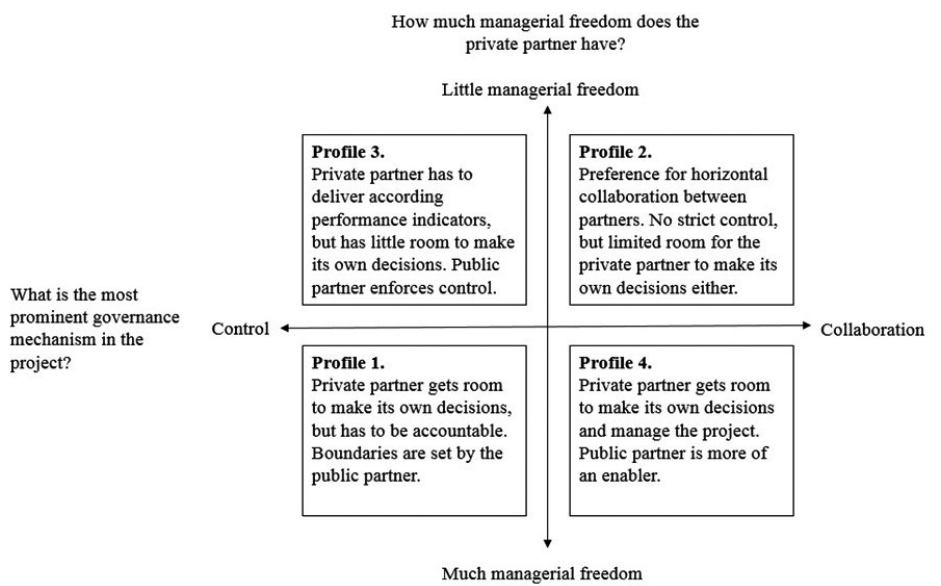 How much managerial freedom does the
private partner have?
Little managerial freedom
Profile 3.
Private partner has to
deliver according
performance indicators,
but has little room to make
its own decisions. Public
partner enforces control.
Profile 2.
Preference for horizontal
collaboration between
partners. No strict control,
but limited room for the
private partner to make its
own decisions either.
What is the most
prominent governance
mechanism in the
project?
Control
Collaboration
Profile 1.
Private partner gets room
to make its own decisions,
but has to be accountable.
Boundaries are set by the
public partner.
Profile 4.
Private partner gets room
to make its own decisions
and manage the project.
Public partner is more of
an enabler.
Much managerial freedom